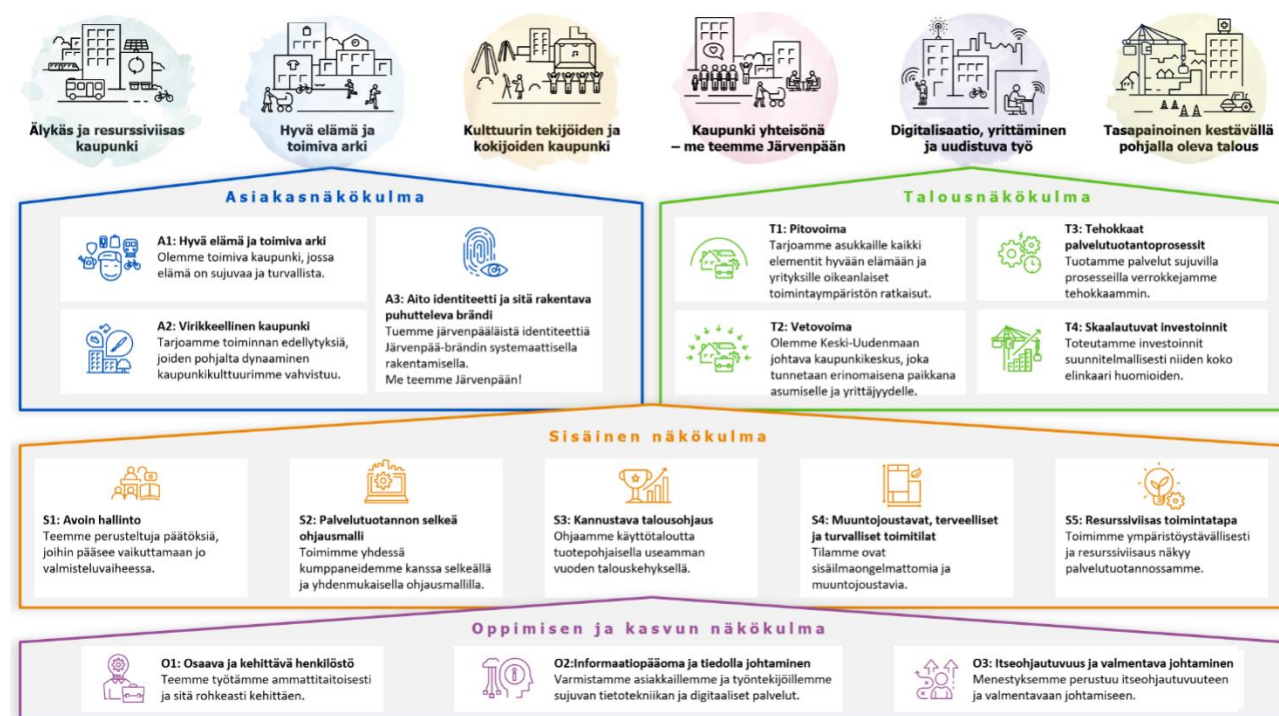 Älykäs ja resurssiviisas
kaupunki
Hyvä elämä ja
toimiva arki
Kulttuurin tekijöiden ja
kokijoiden kaupunki
Kaupunki yhteisönä
– me teemme Järvenpään
Digitalisaatio, yrittäminen
ja uudistuva työ
Tasapainoinen kestävällä
pohjalla oleva talous
Asiakasnäkökulma
A1: Hyvä elämä ja toimiva arki
Olemme toimiva kaupunki, jossa
elämä on sujuvaa ja turvallista.
A2: Virikkeellinen kaupunki
Tarjoamme toiminnan edellytyksiä,
joiden pohjalta dynaaminen
kaupunkikulttuurimme vahvistuu.
A3: Aito identiteetti ja sitä rakentava
puhutteleva brändi
Tuemme järvenpääläistä identiteettiä
Järvenpää-brändin systemaattisella
rakentamisella.
Me teemme Järvenpään!
Talousnäkökulma
T1: Pitovoima
Tarjoamme asukkaille kaikki
elementit hyvään elämään ja
yrityksille oikeanlaiset
toimintaympäristön ratkaisut.
T2: Vetovoima
Olemme Keski-Uudenmaan
johtava kaupunkikeskus, joka
tunnetaan erinomaisena paikkana
asumiselle ja yrittäjyydelle.
T3: Tehokkaat
palvelutuotantoprosessit
Tuotamme palvelut sujuvilla
prosesseilla verrokkejamme
tehokkaammin.
T4: Skaalautuvat investoinnit
Toteutamme investoinnit
suunnitelmallisesti niiden koko
elinkaari huomioiden.
Sisäinen näkökulma
S1: Avoin hallinto
Teemme perusteltuja päätöksiä,
joihin pääsee vaikuttamaan jo
valmisteluvaiheessa.
S2: Palvelutuotannon selkeä
ohjausmalli
Toimimme yhdessä
kumppaneidemme kanssa selkeällä
ja yhdenmukaisella ohjausmallilla.
S3: Kannustava talousohjaus
Ohjaamme käyttötaloutta
tuotepohjaisella useamman
vuoden talouskehyksellä.
S4: Muuntojoustavat, terveelliset
ja turvalliset toimitilat
Tilamme ovat
sisäilmaongelmattomia ja
muuntojoustavia.
S5: Resurssiviisas toimintatapa
Toimimme ympäristöystävällisesti
ja resurssiviisaus näkyy
palvelutuotannossamme.
Oppimisen ja kasvun näkökulma
O1: Osaava ja kehittävä henkilöstö
Teemme työtämme ammattitaitoisesti
ja sitä rohkeasti kehittäen.
O2:Informaatiopääoma ja tiedolla johtaminen
Varmistamme asiakkaillemme ja työntekijöillemme
sujuvan tietotekniikan ja digitaaliset palvelut.
O3: Itseohjautuvuus ja valmentava johtaminen
Menestyksemme perustuu itseohjautuvuuteen
ja valmentavaan johtamiseen.